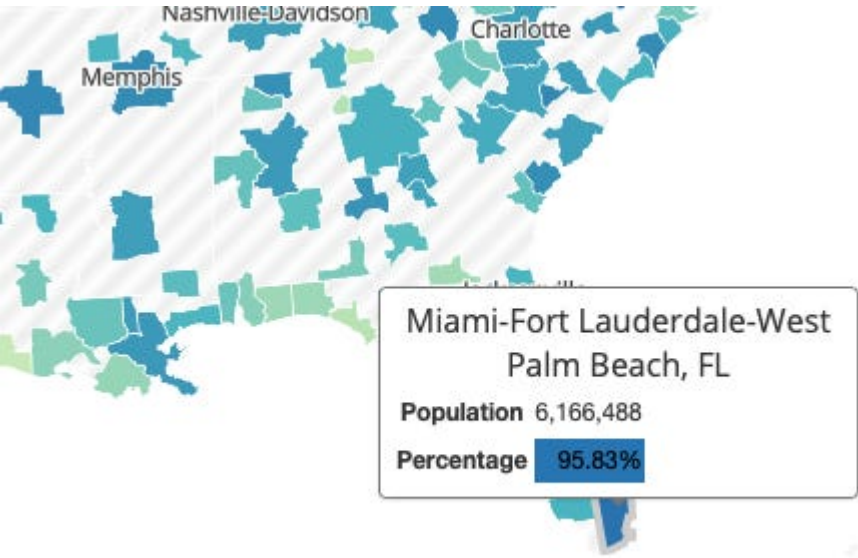 Nashville-Davidson
Charlotte
Memphis
Miami-Fort Lauderdale-West
Palm Beach, FL
Population 6,166,488
Percentage 95.83%